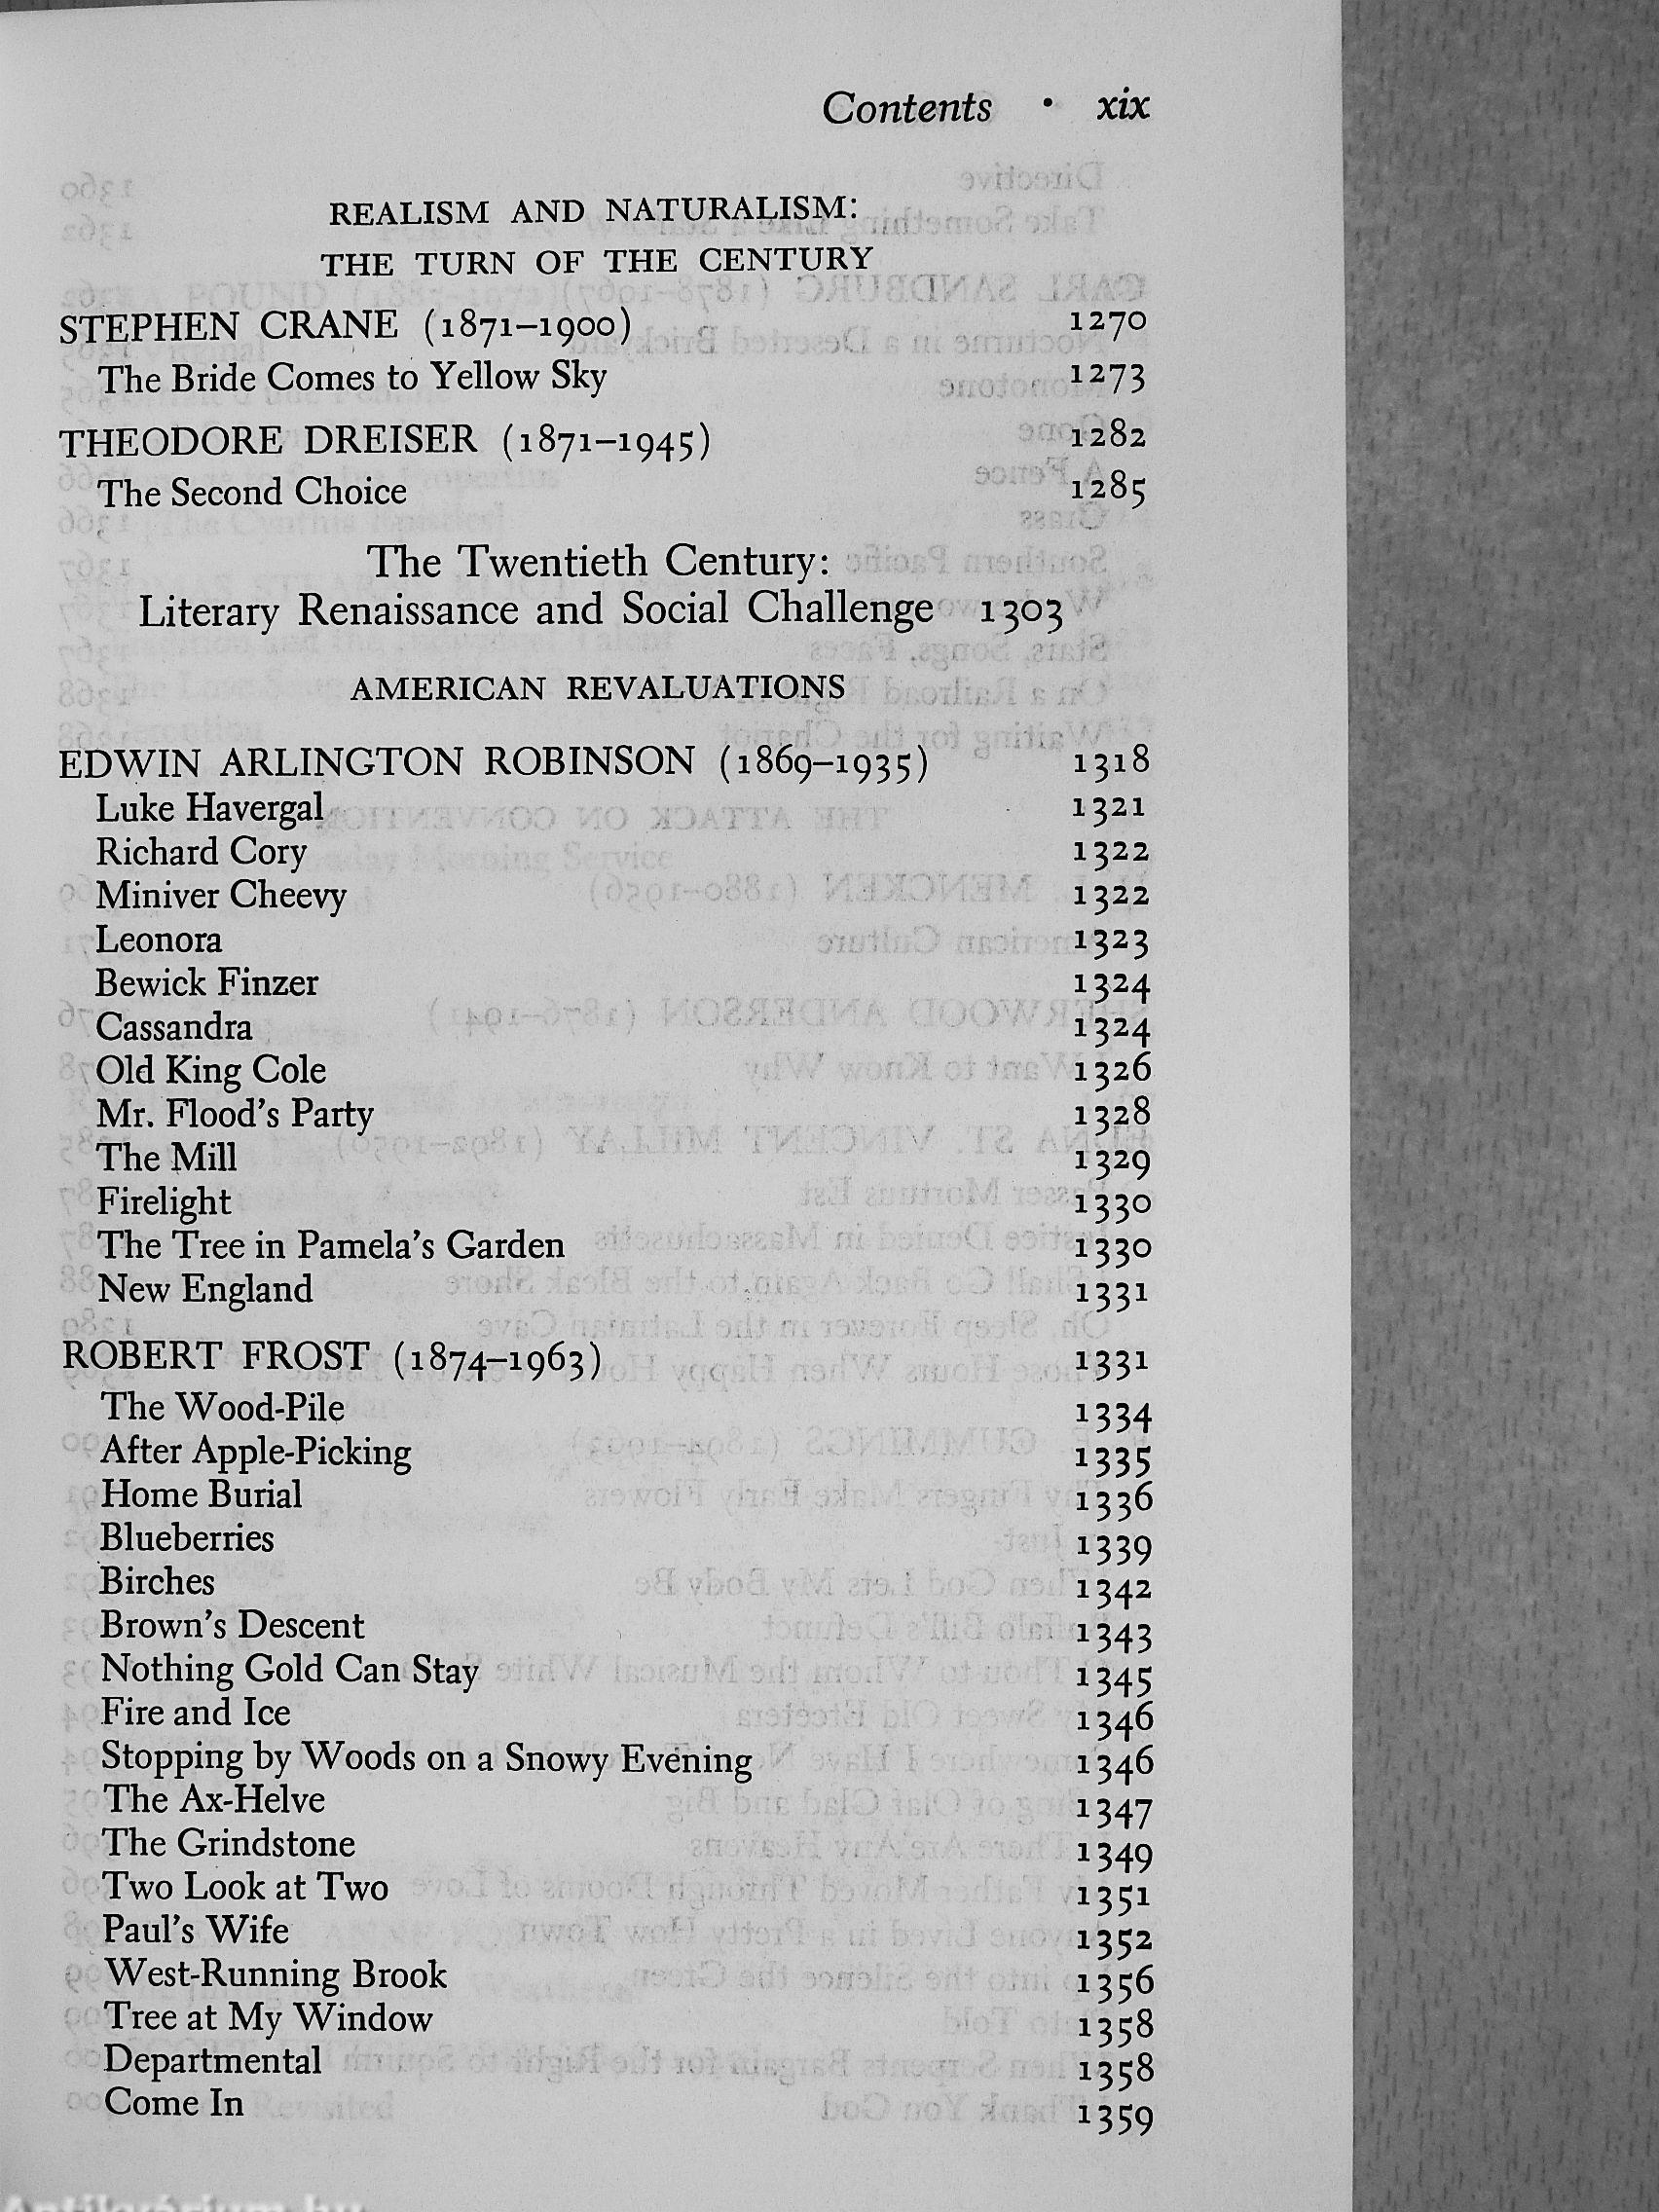 Contents • xix
REALISM AND NATURALISM:
THE TURN OF THE CENTURY
STEPHEN CRANE (1871–1900) 1270
The Bride Comes to Yellow Sky 1273
THEODORE DREISER (1871–1945) 1282
The Second Choice 1285
The Twentieth Century:
Literary Renaissance and Social Challenge 1303
AMERICAN REVALUATIONS
EDWIN ARLINGTON ROBINSON (1869–1935) 1318
Luke Havergal 1321
Richard Cory 1322
Miniver Cheevy 1322
Leonora 1323
Bewick Finzer 1324
Cassandra 1324
Old King Cole 1326
Mr. Flood's Party 1328
The Mill 1329
Firelight 1330
The Tree in Pamela's Garden 1330
New England 1331
ROBERT FROST (1874–1963) 1331
The Wood-Pile 1334
After Apple-Picking 1335
Home Burial 1336
Blueberries 1339
Birches 1342
Brown's Descent 1343
Nothing Gold Can Stay 1345
Fire and Ice 1346
Stopping by Woods on a Snowy Evening 1346
The Ax-Helve 1347
The Grindstone 1349
Two Look at Two 1351
Paul's Wife 1352
West-Running Brook 1356
Tree at My Window 1358
Departmental 1358
Come In 1359